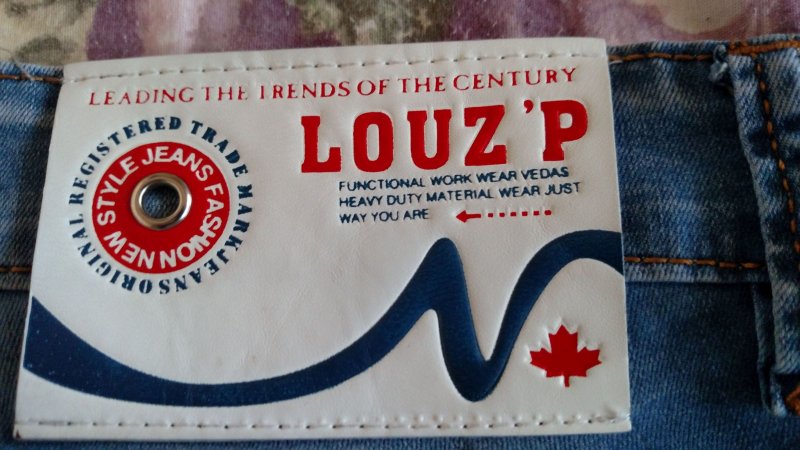 LEADING THE TRENDS OF THE CENTURY
LOUZ'P
FUNCTIONAL WORK WEAR VEDAS
HEAVY DUTY MATERIAL WEAR JUST
WAY YOU ARE
ORIGINAL REGISTERED TRADE MARK JEANS
NEW STYLE JEANS FASHION